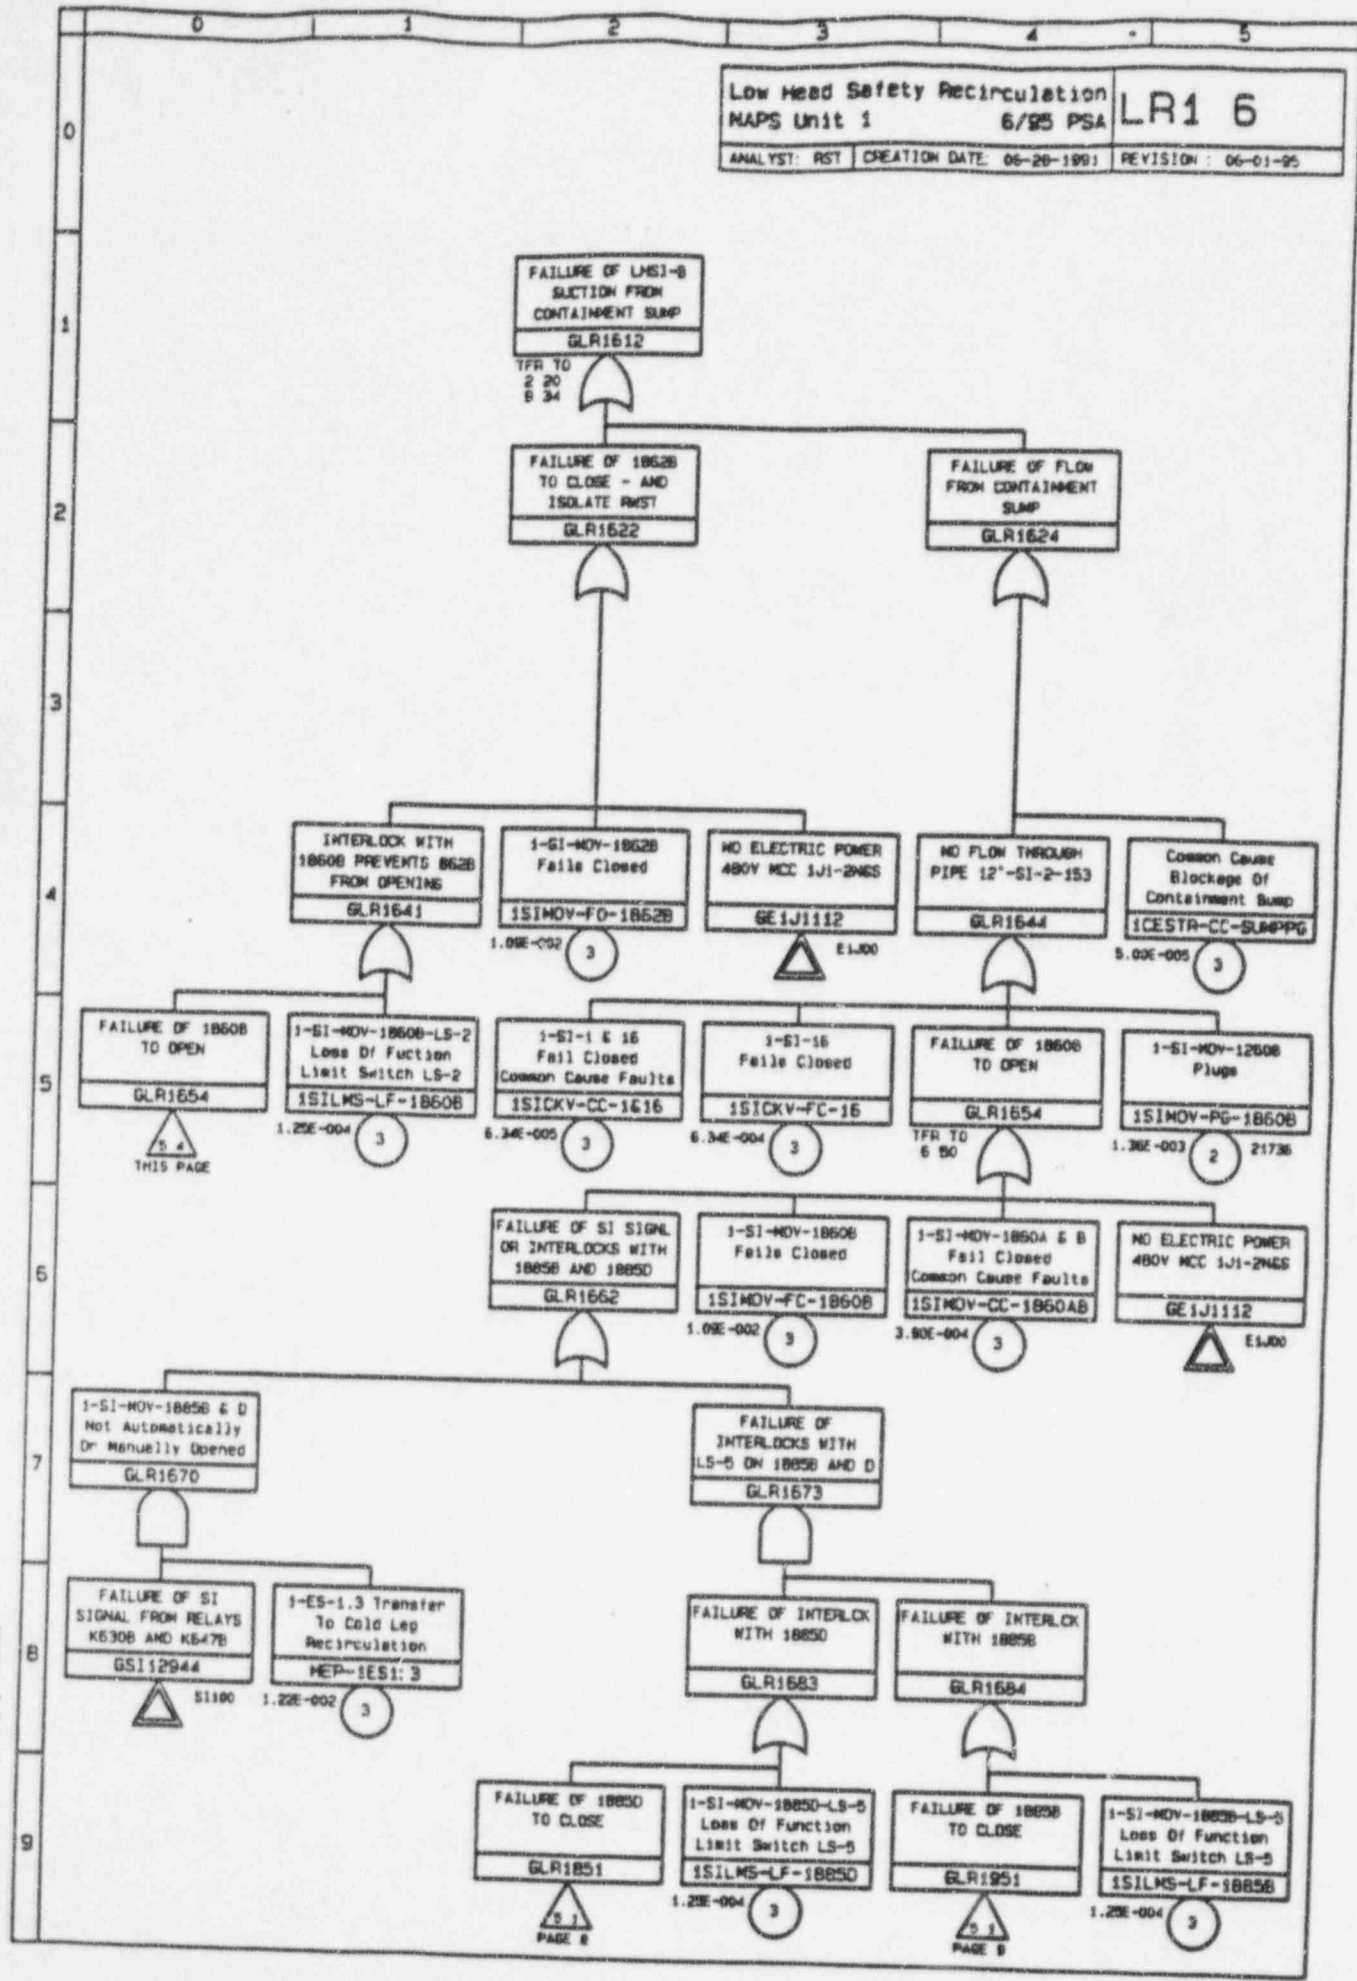 0 1 2 3 4 5
Low Head Safety Recirculation
NAPS Unit 1 6/95 PSA
LR1 6
ANALYST: RST CREATION DATE: 06-28-1991 REVISION : 06-01-95
0
1
2
3
4
5
6
7
8
9
FAILURE OF LHSI-B
SUCTION FROM
CONTAINMENT SUMP
GLR1612
TFR TO
2 20
8 34
FAILURE OF 1862B
TO CLOSE - AND
ISOLATE RWST
GLR1622
FAILURE OF FLOW
FROM CONTAINMENT
SUMP
GLR1624
INTERLOCK WITH
1860B PREVENTS 862B
FROM OPENING
GLR1641
1-SI-MOV-1862B
Fails Closed
1SIMOV-FO-1862B
1.09E-002
3
NO ELECTRIC POWER
480V MCC 1J1-2N&S
GE1J1112
E1J00
NO FLOW THROUGH
PIPE 12"-SI-2-153
GLR1644
Common Cause
Blockage Of
Containment Sump
1CESTR-CC-SUMPPG
5.00E-005
3
FAILURE OF 1860B
TO OPEN
GLR1654
5 4
THIS PAGE
1-SI-MOV-1860B-LS-2
Loss Of Fuction
Limit Switch LS-2
1SILMS-LF-1860B
1.25E-004
3
1-SI-1 & 16
Fail Closed
Common Cause Faults
1SICKV-CC-1&16
6.34E-005
3
1-SI-16
Fails Closed
1SICKV-FC-16
6.34E-004
3
FAILURE OF 1860B
TO OPEN
GLR1654
TFR TO
6 50
1-SI-MOV-1260B
Plugs
1SIMOV-PG-1860B
1.36E-003
2
21736
FAILURE OF SI SIGNL
OR INTERLOCKS WITH
1885B AND 1885D
GLR1662
1-SI-MOV-1860B
Fails Closed
1SIMOV-FC-1860B
1.09E-002
3
1-SI-MOV-1860A & B
Fail Closed
Common Cause Faults
1SIMOV-CC-1860AB
3.80E-004
3
NO ELECTRIC POWER
480V MCC 1J1-2N&S
GE1J1112
E1J00
1-SI-MOV-1885B & D
Not Automatically
Or Manually Opened
GLR1670
FAILURE OF
INTERLOCKS WITH
LS-5 ON 1885B AND D
GLR1673
FAILURE OF SI
SIGNAL FROM RELAYS
K630B AND K647B
GSI12944
SI100
1-ES-1.3 Transfer
To Cold Leg
Recirculation
HEP-1ES1:3
1.22E-002
3
FAILURE OF INTERLCK
WITH 1885D
GLR1683
FAILURE OF INTERLCK
WITH 1885B
GLR1684
FAILURE OF 1885D
TO CLOSE
GLR1851
5 1
PAGE 8
1-SI-MOV-1885D-LS-5
Loss Of Function
Limit Switch LS-5
1SILMS-LF-1885D
1.25E-004
3
FAILURE OF 1885B
TO CLOSE
GLR1951
5 1
PAGE 9
1-SI-MOV-1885B-LS-5
Loss Of Function
Limit Switch LS-5
1SILMS-LF-1885B
1.25E-004
3